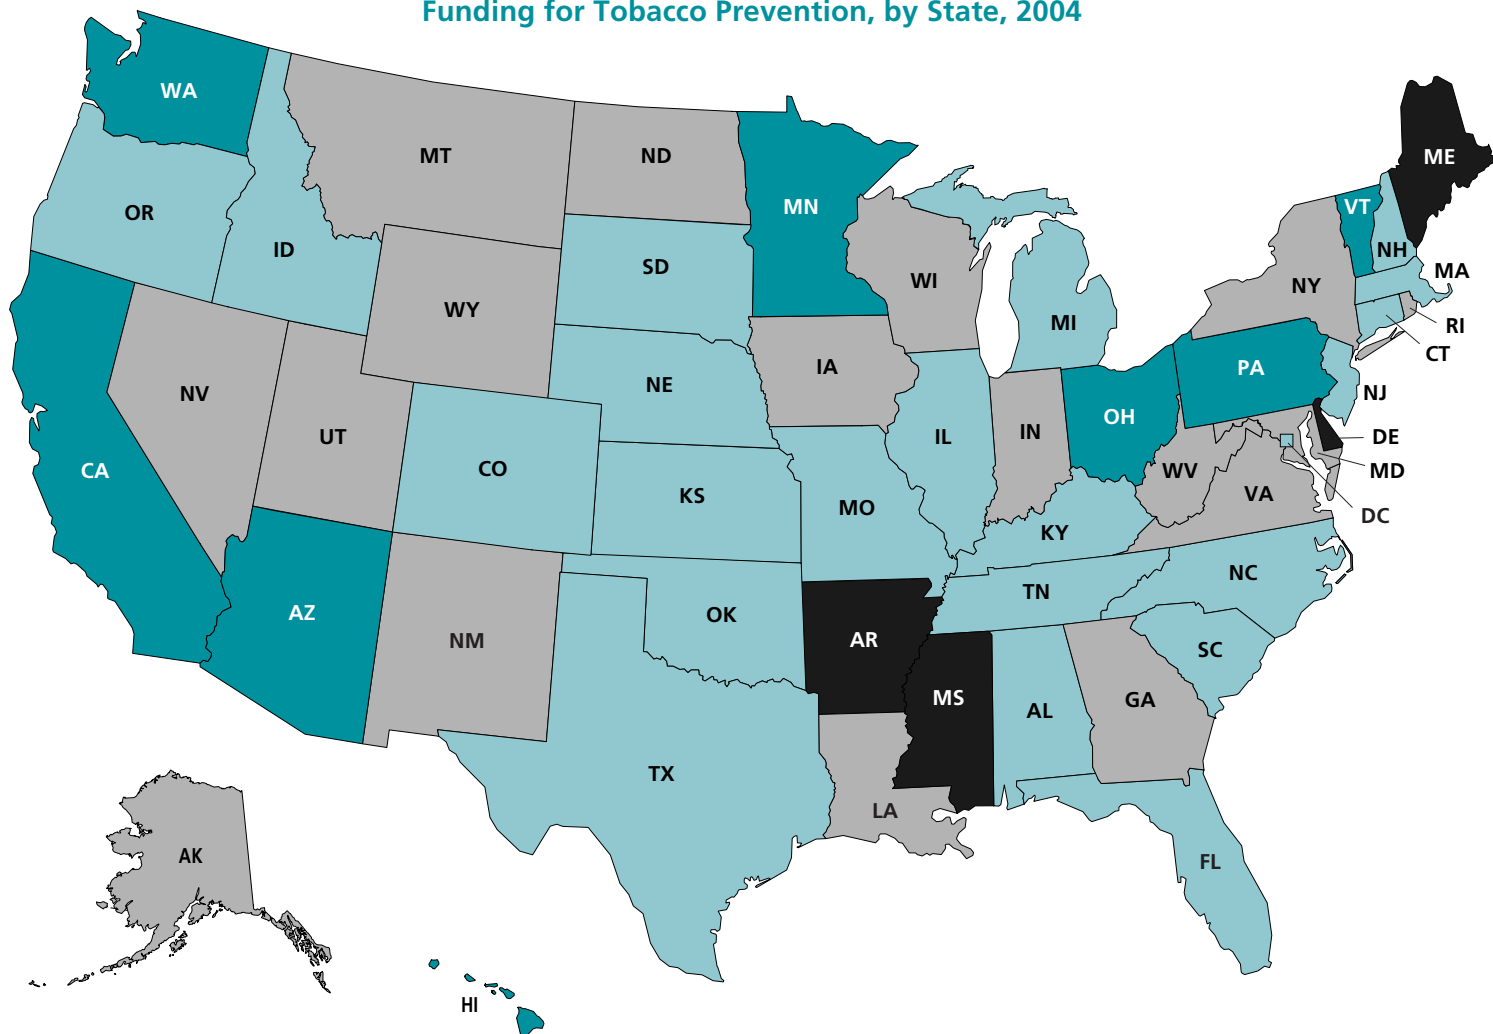 Funding for Tobacco Prevention, by State, 2004
WA
MT
ND
MN
ME
OR
ID
SD
WI
VT
NH
MA
NY
WY
MI
RI
CT
NE
IA
PA
NJ
NV
UT
CO
IL
IN
OH
DE
CA
KS
MO
WV
VA
MD
DC
KY
AZ
NM
OK
AR
TN
NC
SC
MS
AL
GA
TX
LA
FL
AK
HI